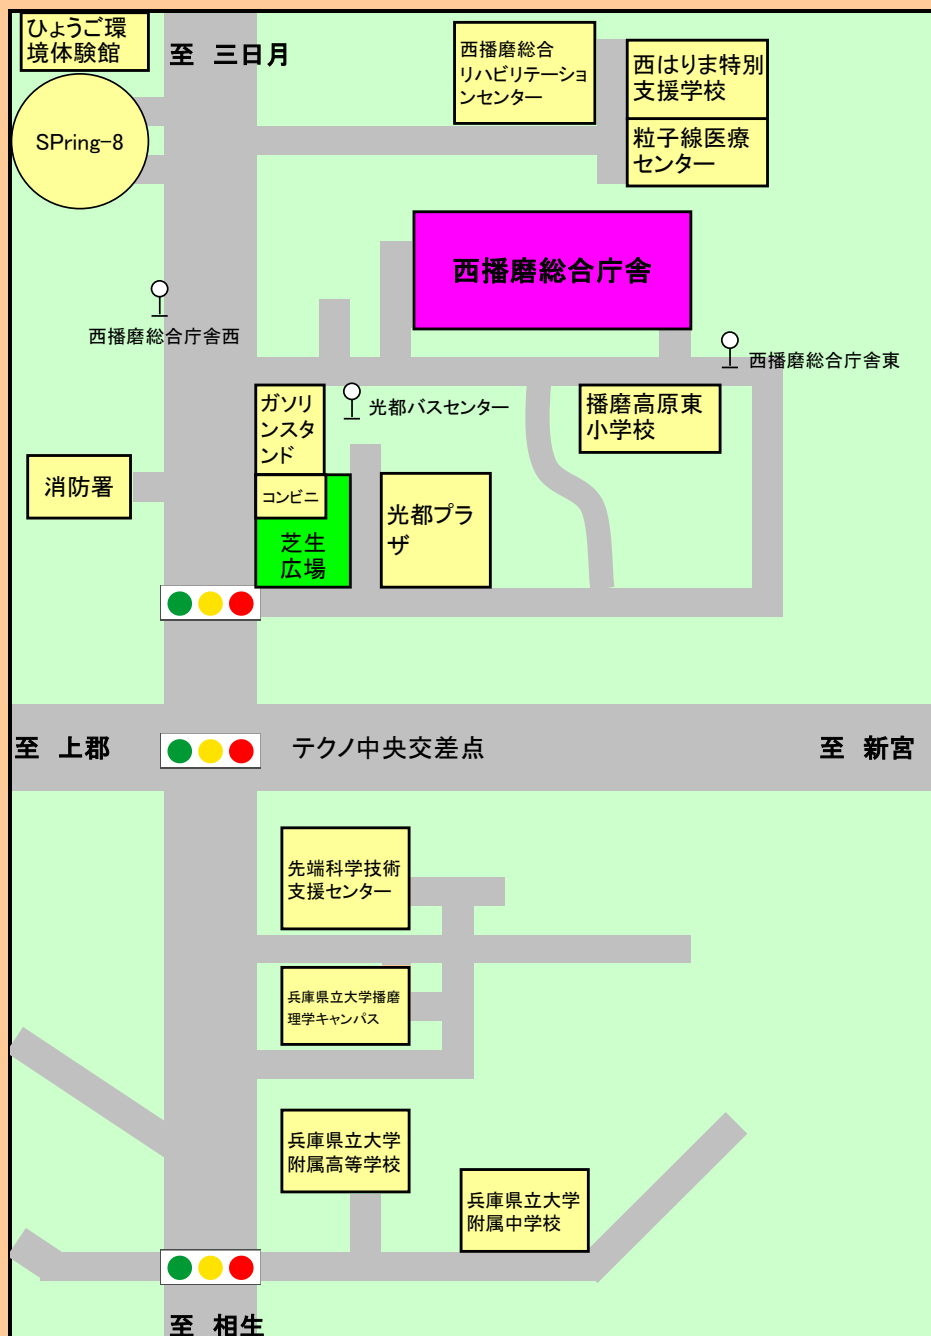 ひょうご環
境体験館
至 三日月
西播磨総合
リハビリテーショ
ンセンター
西はりま特別
支援学校
SPring-8
粒子線医療
センター
西播磨総合庁舎
西播磨総合庁舎西
西播磨総合庁舎東
ガソリ
ンスタ
ンド
光都バスセンター
播磨高原東
小学校
消防署
コンビニ
光都プラ
ザ
芝生
広場
至 上郡
テクノ中央交差点
至 新宮
先端科学技術
支援センター
兵庫県立大学播磨
理学キャンパス
兵庫県立大学
附属高等学校
兵庫県立大学
附属中学校
至 相生